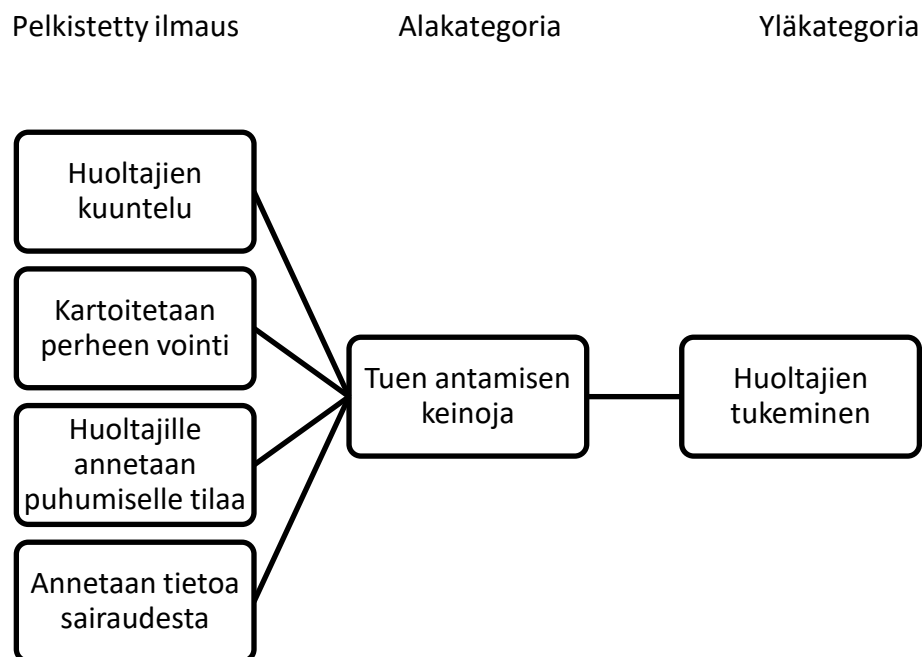 Pelkistetty ilmaus Alakategoria Yläkategoria
Huoltajien
kuuntelu
Kartoitetaan
perheen vointi
Huoltajille
annetaan
puhumiselle tilaa
Annetaan tietoa
sairaudesta
Tuen antamisen
keinoja
Huoltajien
tukeminen